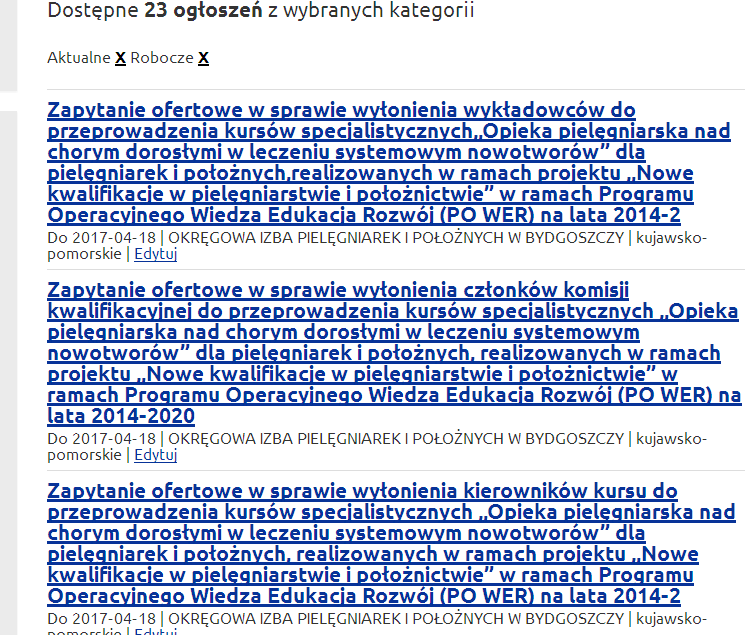 Dostępne 23 ogłoszeń z wybranych kategorii
Aktualne X Robocze X
Zapytanie ofertowe w sprawie wyłonienia wykładowców do
przeprowadzenia kursów specjalistycznych„Opieka pielęgniarska nad
chorym dorosłymi w leczeniu systemowym nowotworów” dla
pielęgniarek i położnych,realizowanych w ramach projektu „Nowe
kwalifikacje w pielęgniarstwie i położnictwie” w ramach Programu
Operacyjnego Wiedza Edukacja Rozwój (PO WER) na lata 2014-2
Do 2017-04-18 | OKRĘGOWA IZBA PIELĘGNIAREK I POŁOŻNYCH W BYDGOSZCZY | kujawsko-
pomorskie | Edytuj
Zapytanie ofertowe w sprawie wyłonienia członków komisji
kwalifikacyjnej do przeprowadzenia kursów specjalistycznych „Opieka
pielęgniarska nad chorym dorosłymi w leczeniu systemowym
nowotworów” dla pielęgniarek i położnych, realizowanych w ramach
projektu „Nowe kwalifikacje w pielęgniarstwie i położnictwie” w
ramach Programu Operacyjnego Wiedza Edukacja Rozwój (PO WER) na
lata 2014-2020
Do 2017-04-18 | OKRĘGOWA IZBA PIELĘGNIAREK I POŁOŻNYCH W BYDGOSZCZY | kujawsko-
pomorskie | Edytuj
Zapytanie ofertowe w sprawie wyłonienia kierowników kursu do
przeprowadzenia kursów specjalistycznych „Opieka pielęgniarska nad
chorym dorosłymi w leczeniu systemowym nowotworów” dla
pielęgniarek i położnych, realizowanych w ramach projektu „Nowe
kwalifikacje w pielęgniarstwie i położnictwie” w ramach Programu
Operacyjnego Wiedza Edukacja Rozwój (PO WER) na lata 2014-2
Do 2017-04-18 | OKRĘGOWA IZBA PIELĘGNIAREK I POŁOŻNYCH W BYDGOSZCZY | kujawsko-
pomorskie | Edytuj